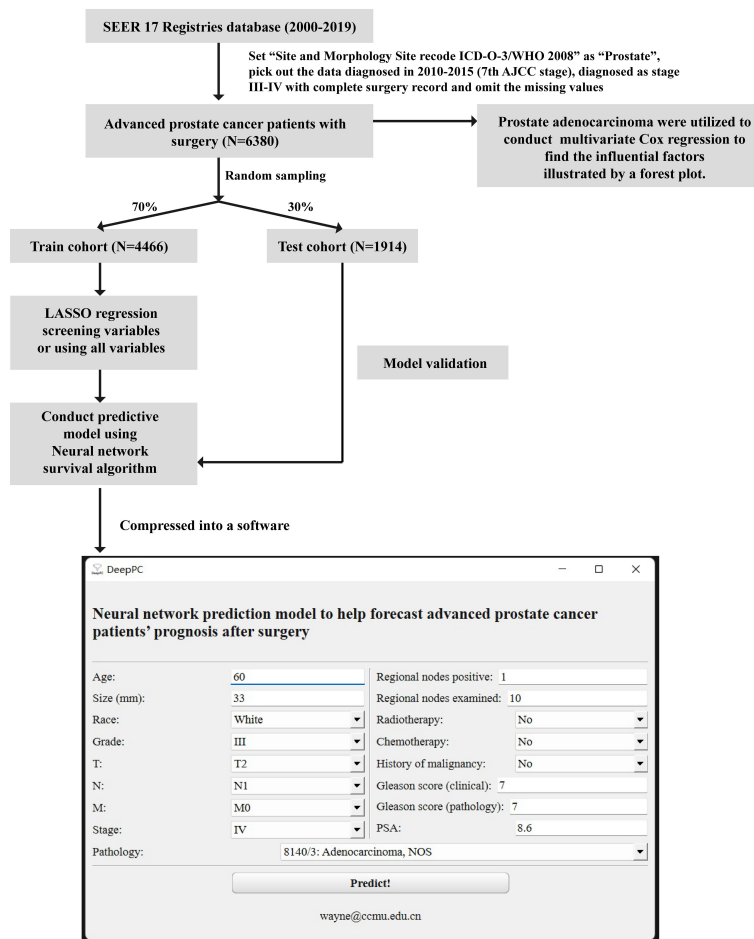 SEER 17 Registries database (2000-2019)
Set “Site and Morphology Site recode ICD-O-3/WHO 2008” as “Prostate”,
pick out the data diagnosed in 2010-2015 (7th AJCC stage), diagnosed as stage
III-IV with complete surgery record and omit the missing values
Advanced prostate cancer patients with
surgery (N=6380)
Prostate adenocarcinoma were utilized to
conduct multivariate Cox regression to
find the influential factors
illustrated by a forest plot.
Random sampling
70%
30%
Train cohort (N=4466)
Test cohort (N=1914)
LASSO regression
screening variables
or using all variables
Model validation
Conduct predictive
model using
Neural network
survival algorithm
Compressed into a software
DeepPC
Neural network prediction model to help forecast advanced prostate cancer
patients’ prognosis after surgery
Age: 60 Regional nodes positive: 1
Size (mm): 33 Regional nodes examined: 10
Race: White Radiotherapy: No
Grade: III Chemotherapy: No
T: T2 History of malignancy: No
N: N1 Gleason score (clinical): 7
M: M0 Gleason score (pathology): 7
Stage: IV PSA: 8.6
Pathology: 8140/3: Adenocarcinoma, NOS
Predict!
wayne@ccmu.edu.cn